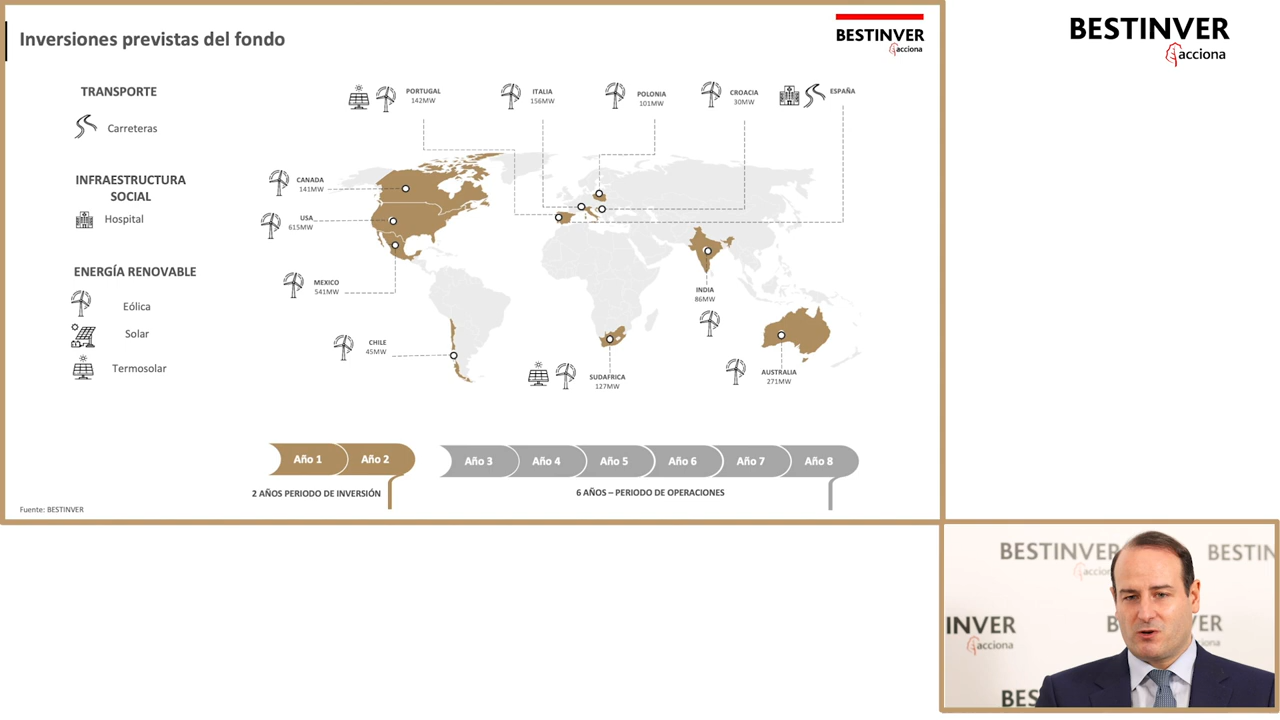 Inversiones previstas del fondo
BESTINVER
acciona
BESTINVER
acciona
TRANSPORTE
Carreteras
INFRAESTRUCTURA
SOCIAL
Hospital
ENERGÍA RENOVABLE
Eólica
Solar
Termosolar
PORTUGAL
142MW
ITALIA
156MW
POLONIA
101MW
CROACIA
30MW
ESPAÑA
CANADA
141MW
USA
615MW
MEXICO
541MW
CHILE
45MW
SUDAFRICA
127MW
INDIA
86MW
AUSTRALIA
271MW
Año 1
Año 2
Año 3
Año 4
Año 5
Año 6
Año 7
Año 8
2 AÑOS PERIODO DE INVERSIÓN
6 AÑOS – PERIODO DE OPERACIONES
Fuente: BESTINVER
BESTINVER
acciona
BESTIN
INVER
acciona
B
VER
acciona
BES